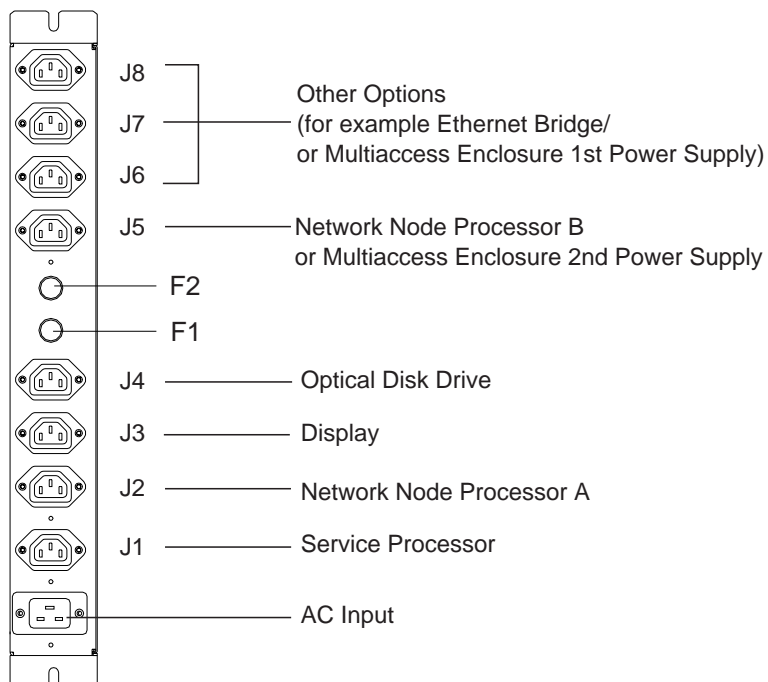 J8
Other Options
J7
(for example Ethernet Bridge/
or Multiaccess Enclosure 1st Power Supply)
J6
J5
Network Node Processor B
or Multiaccess Enclosure 2nd Power Supply
F2
F1
J4
Optical Disk Drive
J3
Display
J2
Network Node Processor A
J1
Service Processor
AC Input